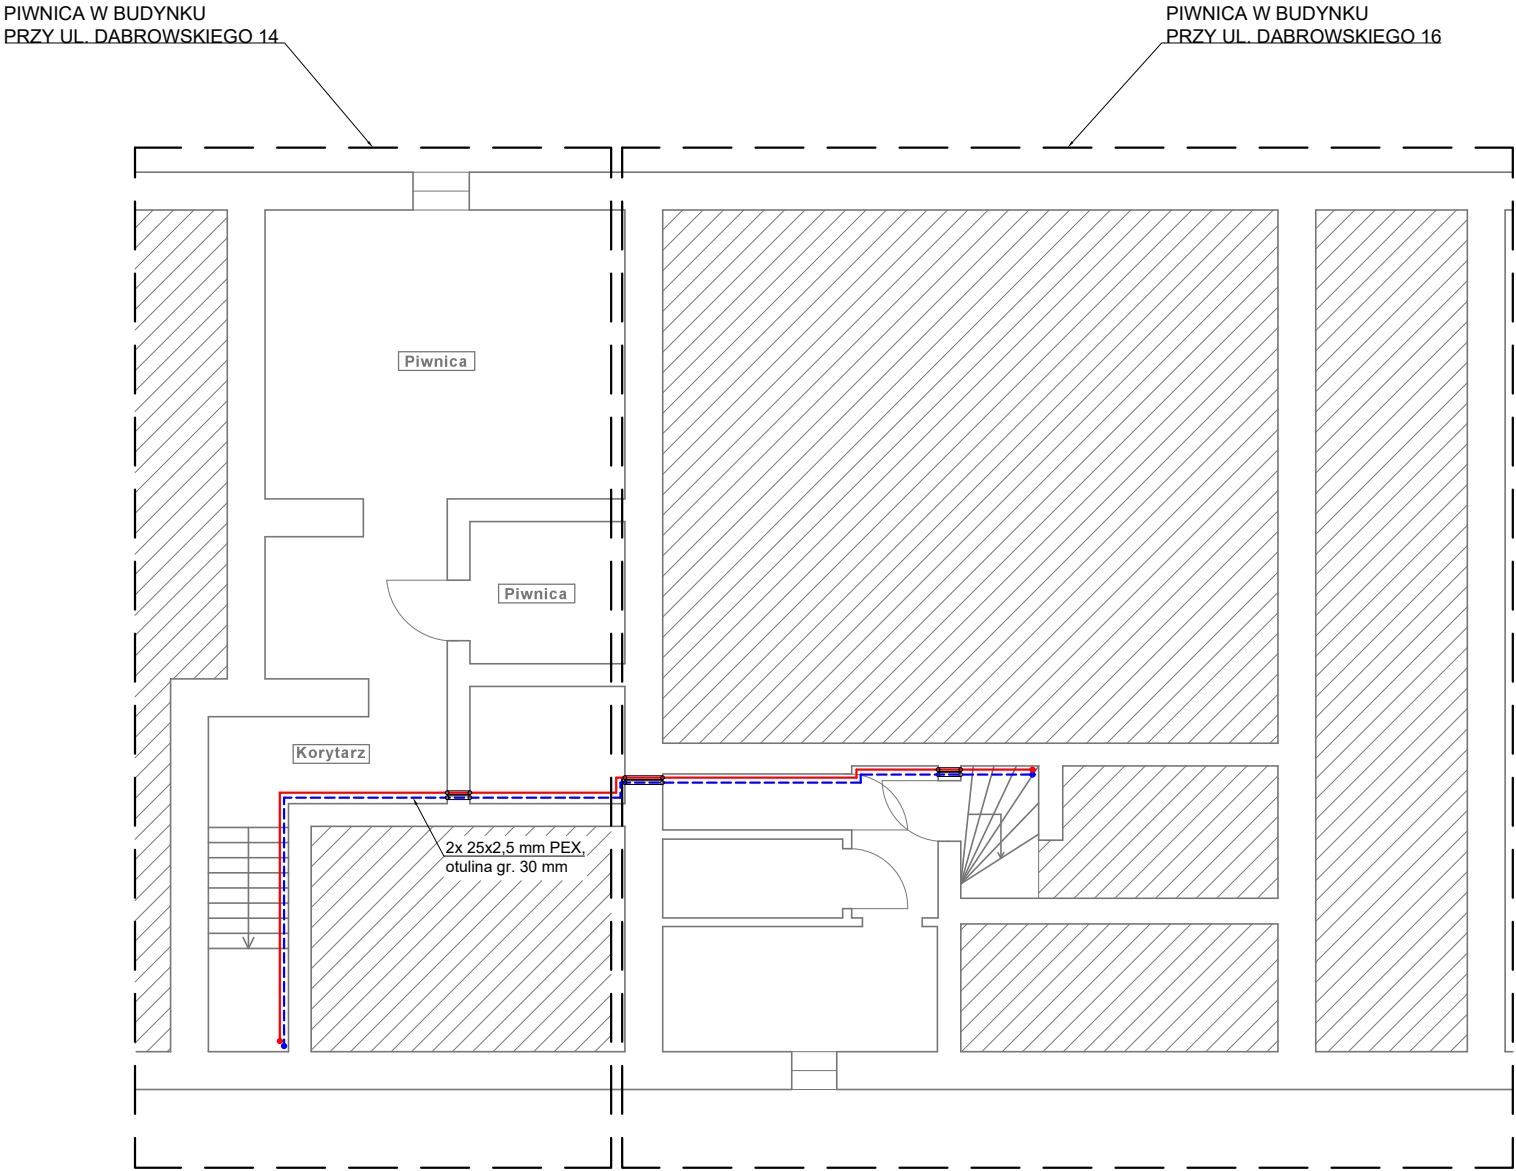 PIWNICA W BUDYNKU
PRZY UL. DABROWSKIEGO 14
PIWNICA W BUDYNKU
PRZY UL. DABROWSKIEGO 16
Piwnica
Piwnica
Korytarz
2x 25x2,5 mm PEX,
otulina gr. 30 mm